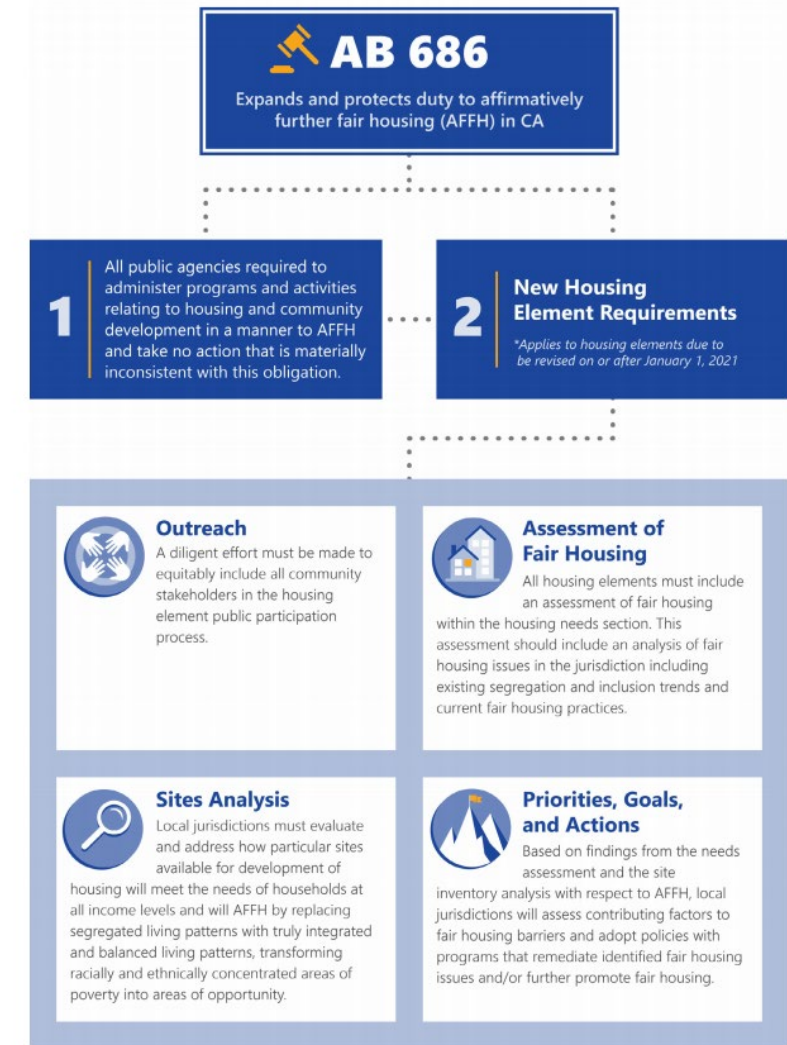 AB 686
Expands and protects duty to affirmatively
further fair housing (AFFH) in CA
1
All public agencies required to
administer programs and activities
relating to housing and community
development in a manner to AFFH
and take no action that is materially
inconsistent with this obligation.
2
New Housing
Element Requirements
*Applies to housing elements due to
be revised on or after January 1, 2021
Outreach
A diligent effort must be made to
equitably include all community
stakeholders in the housing
element public participation
process.
Assessment of
Fair Housing
All housing elements must include
an assessment of fair housing
within the housing needs section. This
assessment should include an analysis of fair
housing issues in the jurisdiction including
existing segregation and inclusion trends and
current fair housing practices.
Sites Analysis
Local jurisdictions must evaluate
and address how particular sites
available for development of
housing will meet the needs of households at
all income levels and will AFFH by replacing
segregated living patterns with truly integrated
and balanced living patterns, transforming
racially and ethnically concentrated areas of
poverty into areas of opportunity.
Priorities, Goals,
and Actions
Based on findings from the needs
assessment and the site
inventory analysis with respect to AFFH, local
jurisdictions will assess contributing factors to
fair housing barriers and adopt policies with
programs that remediate identified fair housing
issues and/or further promote fair housing.